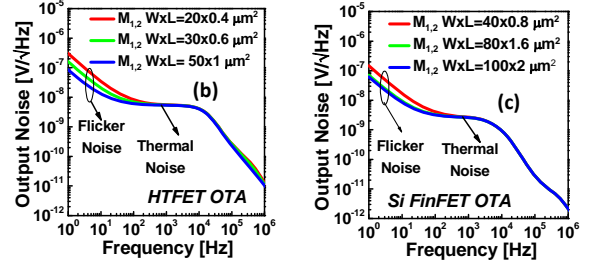 M1,2 WxL=20x0.4 μm²
M1,2 WxL=30x0.6 μm²
M1,2 WxL= 50x1 μm²
(b)
Flicker
Noise
Thermal
Noise
HTFET OTA
Output Noise [V/√Hz]
10⁻⁵
10⁻⁶
10⁻⁷
10⁻⁸
10⁻⁹
10⁻¹⁰
10⁻¹¹
10⁻¹²
10⁰ 10¹ 10² 10³ 10⁴ 10⁵ 10⁶
Frequency [Hz]
M1,2 WxL=40x0.8 μm²
M1,2 WxL=80x1.6 μm²
M1,2 WxL=100x2 μm²
(c)
Flicker
Noise
Thermal
Noise
Si FinFET OTA
Output Noise [V/√Hz]
10⁻⁵
10⁻⁶
10⁻⁷
10⁻⁸
10⁻⁹
10⁻¹⁰
10⁻¹¹
10⁻¹²
10⁰ 10¹ 10² 10³ 10⁴ 10⁵ 10⁶
Frequency [Hz]